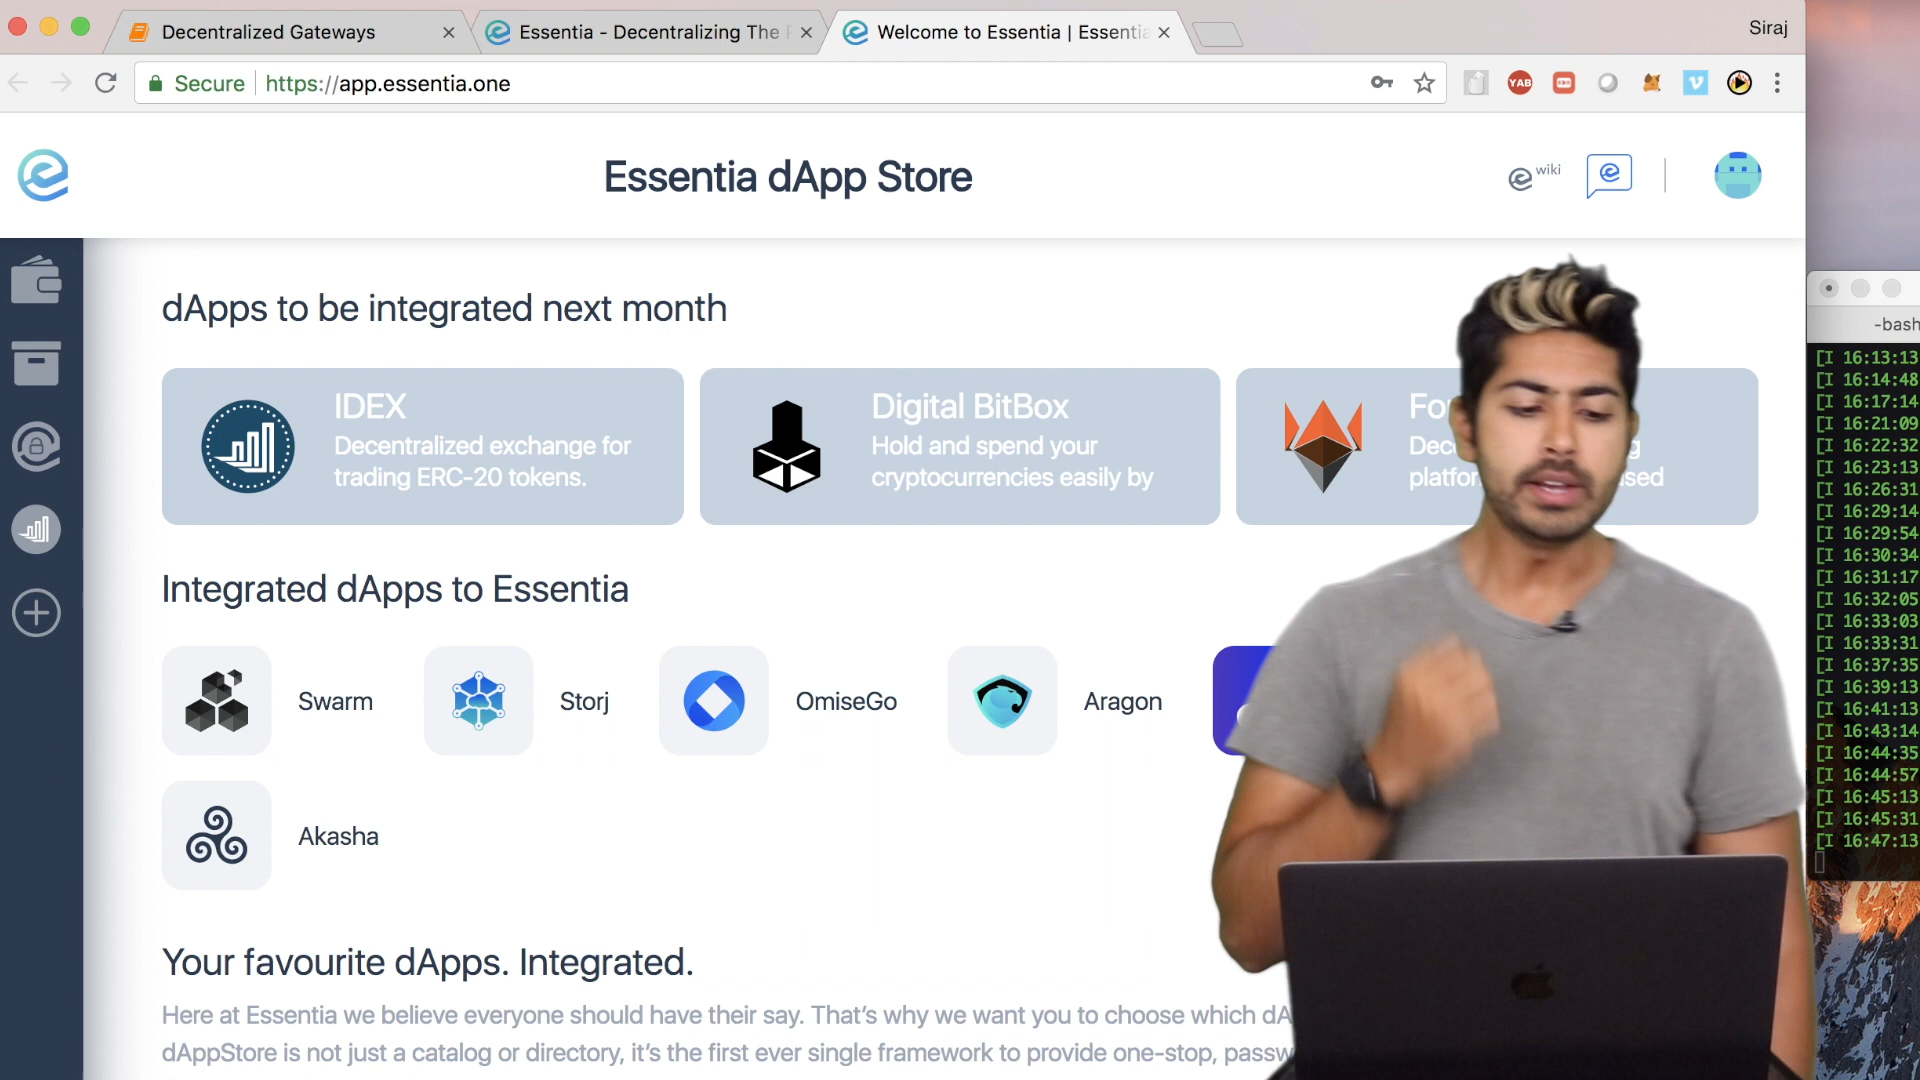 Decentralized Gateways
Essentia - Decentralizing The
Welcome to Essentia | Essentia
Siraj
Secure https://app.essentia.one
YAB
Essentia dApp Store
wiki
dApps to be integrated next month
IDEX
Decentralized exchange for
trading ERC-20 tokens.
Digital BitBox
Hold and spend your
cryptocurrencies easily by
Integrated dApps to Essentia
Swarm
Storj
OmiseGo
Aragon
Akasha
Your favourite dApps. Integrated.
Here at Essentia we believe everyone should have their say. That's why we want you to choose which
dAppStore is not just a catalog or directory, it's the first ever single framework to provide one-stop,
-bash
[I 16:13:13
[I 16:14:48
[I 16:17:14
[I 16:21:09
[I 16:22:32
[I 16:23:13
[I 16:26:31
[I 16:29:14
[I 16:29:54
[I 16:30:34
[I 16:31:17
[I 16:32:05
[I 16:33:03
[I 16:33:31
[I 16:37:35
[I 16:39:13
[I 16:41:13
[I 16:43:14
[I 16:44:35
[I 16:44:57
[I 16:45:13
[I 16:45:31
[I 16:47:13